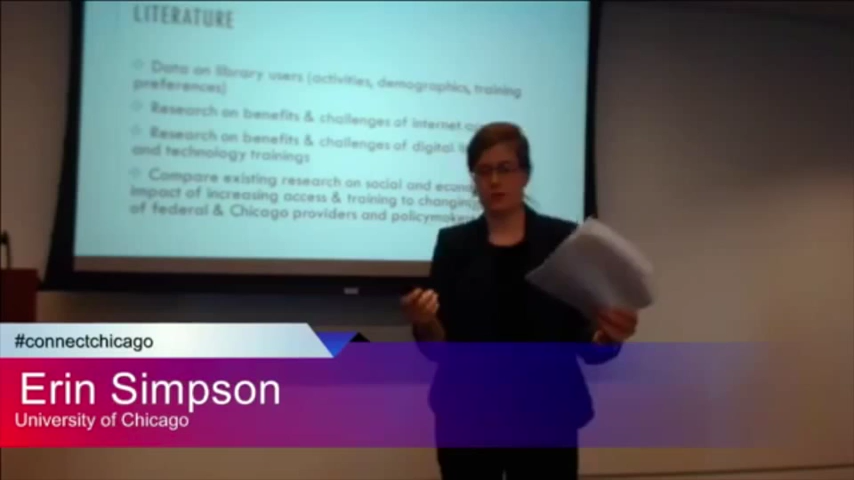 LITERATURE
Data on library users (activities, demographics, training
preferences)
Research on benefits & challenges of internet
Research on benefits & challenges of digital
and technology trainings
Compare existing research on social and
impact of increasing access & training to changing
of federal & Chicago providers and
#connectchicago
Erin Simpson
University of Chicago